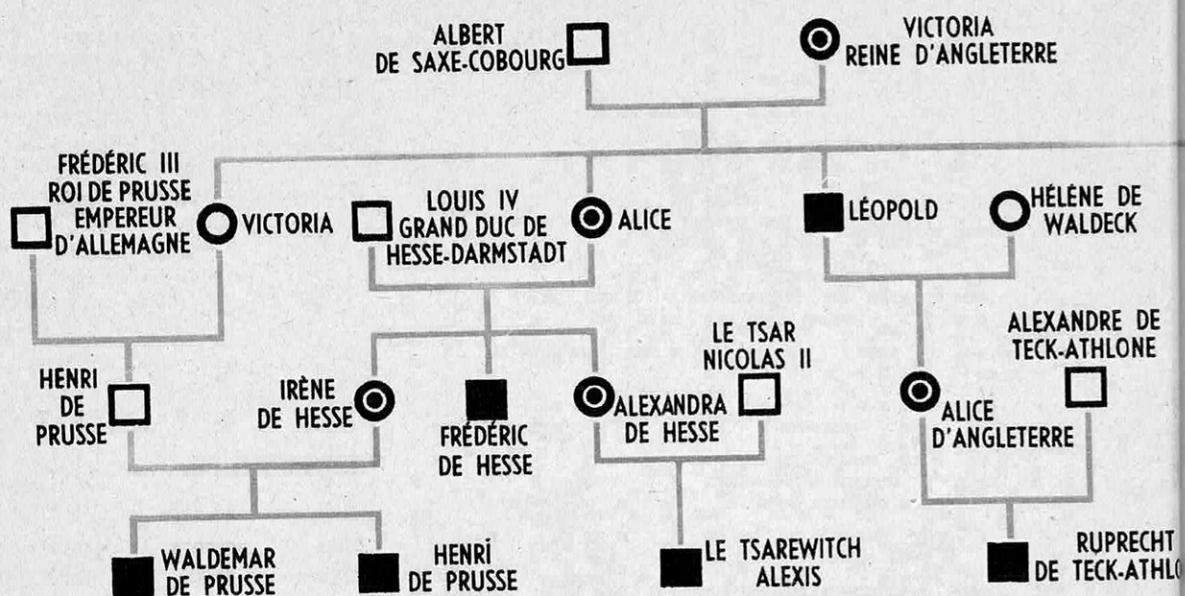 ALBERT
DE SAXE-COBOURG
VICTORIA
REINE D'ANGLETERRE
FRÉDÉRIC III
ROI DE PRUSSE
EMPEREUR
D'ALLEMAGNE
VICTORIA
LOUIS IV
GRAND DUC DE
HESSE-DARMSTADT
ALICE
LÉOPOLD
HÉLÈNE DE
WALDECK
HENRI
DE
PRUSSE
IRÈNE
DE HESSE
FRÉDÉRIC
DE HESSE
ALEXANDRA
DE HESSE
LE TSAR
NICOLAS II
ALICE
D'ANGLETERRE
ALEXANDRE DE
TECK-ATHLONE
WALDEMAR
DE PRUSSE
HENRI
DE PRUSSE
LE TSAREWITCH
ALEXIS
RUPRECHT
DE TECK-ATHLO